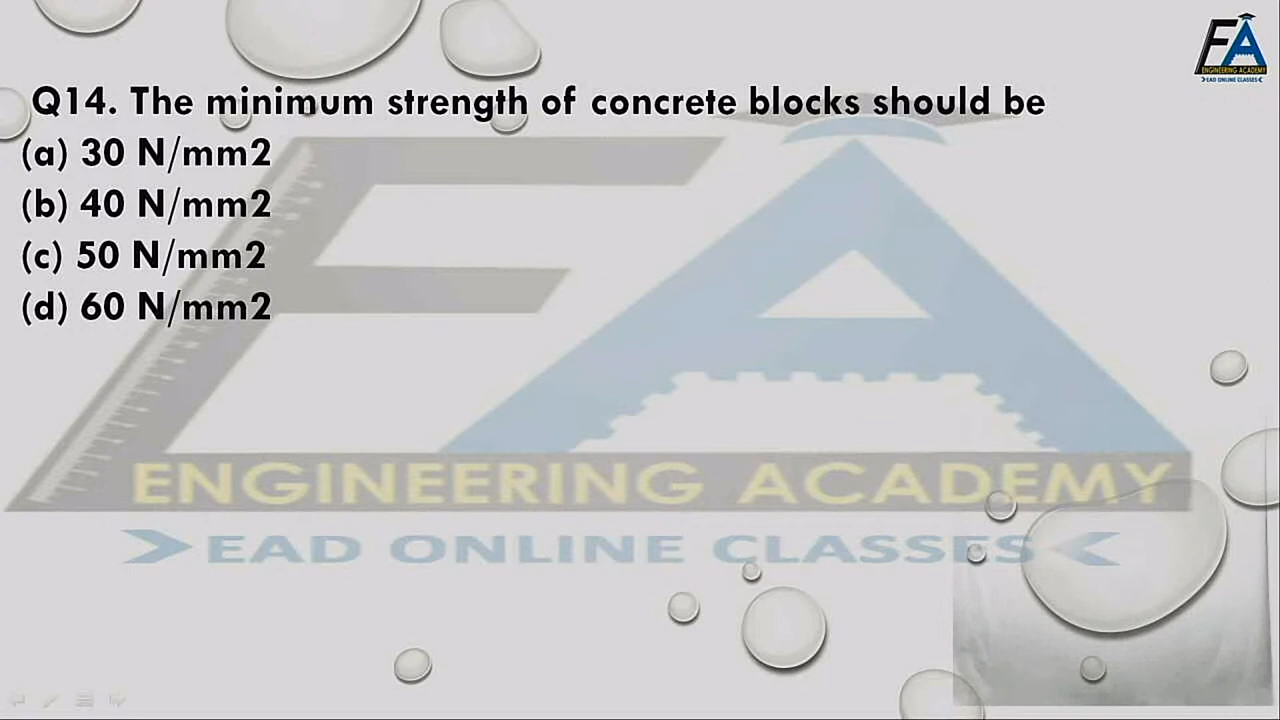 FA
ENGINEERING ACADEMY
EAD ONLINE CLASSES
Q14. The minimum strength of concrete blocks should be
(a) 30 N/mm2
(b) 40 N/mm2
(c) 50 N/mm2
(d) 60 N/mm2
ENGINEERING ACADEMY
EAD ONLINE CLASSES